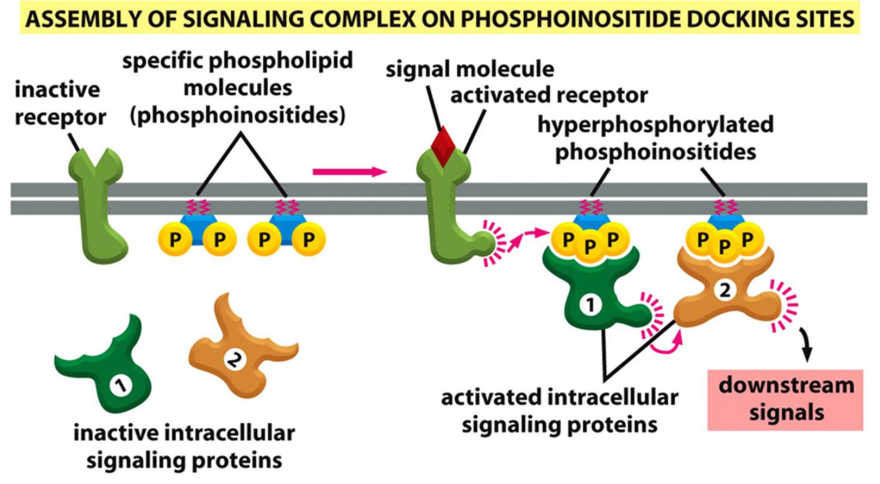 ASSEMBLY OF SIGNALING COMPLEX ON PHOSPHOINOSITIDE DOCKING SITES
inactive
receptor
specific phospholipid
molecules
(phosphoinositides)
signal molecule
activated receptor
hyperphosphorylated
phosphoinositides
P P P P
P P P
P P P
1
2
1
2
inactive intracellular
signaling proteins
activated intracellular
signaling proteins
downstream
signals